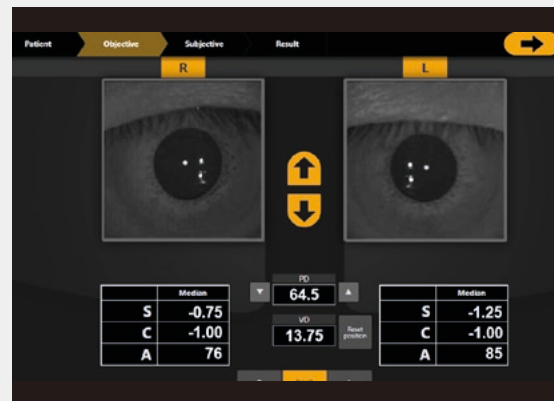 Patient Objective Subjective Result
R L
PD
64.5
VD
13.75
Reset
position
Median
S -0.75
C -1.00
A 76
Median
S -1.25
C -1.00
A 85